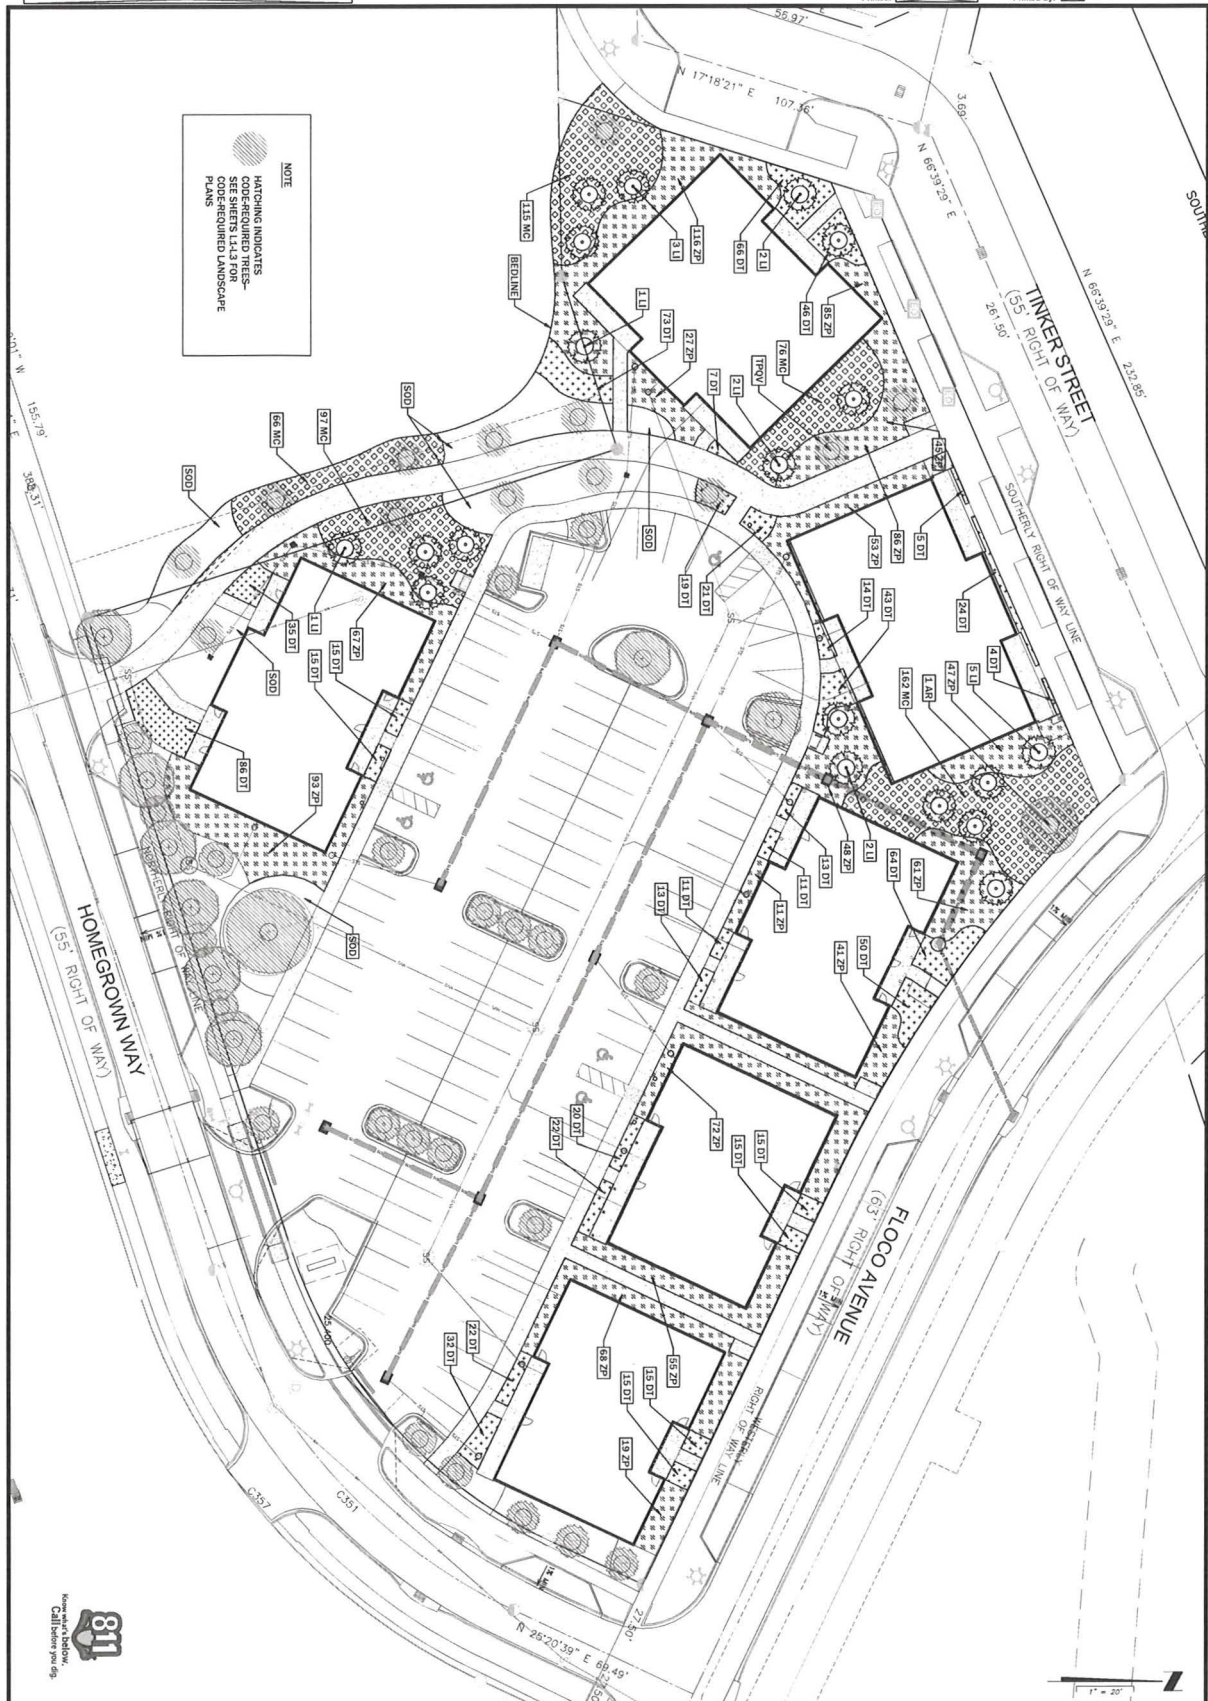 NOTE
HATCHING INDICATES
CODE-REQUIRED TREES–
SEE SHEETS L1-L3 FOR
CODE-REQUIRED LANDSCAPE
PLANS
TINKER STREET
(55' RIGHT OF WAY)
N 66°39'29" E 232.85'
261.50'
N 66°39'29" E
3.69'
N 17°18'21" E 107.36'
55.97'
SOUTHERLY RIGHT OF WAY LINE
115 MC
BEDLINE
3 LI
116 ZP
66 DT
2 LI
46 DT
85 ZP
1 LI
73 DT
27 ZP
7 DT
2 LI
TPQV
76 MC
45 ZP
SOD
97 MC
66 MC
SOD
SOD
19 DT
21 DT
53 ZP
86 ZP
5 DT
14 DT
43 DT
24 DT
162 MC
1 AR
47 ZP
5 LI
4 DT
35 DT
1 LI
67 ZP
15 DT
15 DT
SOD
86 DT
93 ZP
SOD
48 ZP
2 LI
64 DT
61 ZP
13 DT
11 DT
11 ZP
11 DT
13 DT
41 ZP
50 DT
72 ZP
20 DT
22 DT
15 DT
15 DT
55 ZP
68 ZP
22 DT
32 DT
15 DT
15 DT
19 ZP
HOMEGROWN WAY
(55' RIGHT OF WAY)
FLOCO AVENUE
(63' RIGHT OF WAY)
WESTERLY
RIGHT OF WAY LINE
155.79'
C357
C351
N 25°20'39" E 69.49'
27.50'
1" = 20'
811
Know what's below.
Call before you dig.